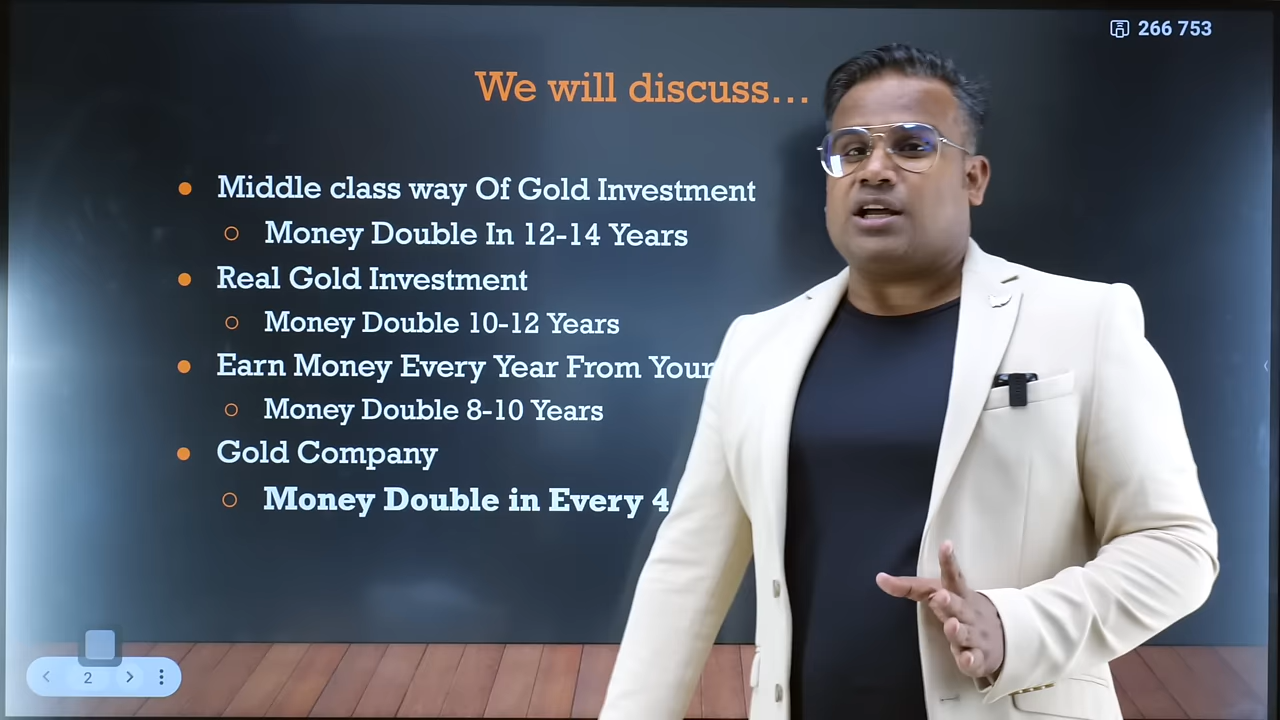 266 753
We will discuss...
● Middle class way Of Gold Investment
○ Money Double In 12-14 Years
● Real Gold Investment
○ Money Double 10-12 Years
● Earn Money Every Year From Your
○ Money Double 8-10 Years
● Gold Company
○ Money Double in Every 4
2